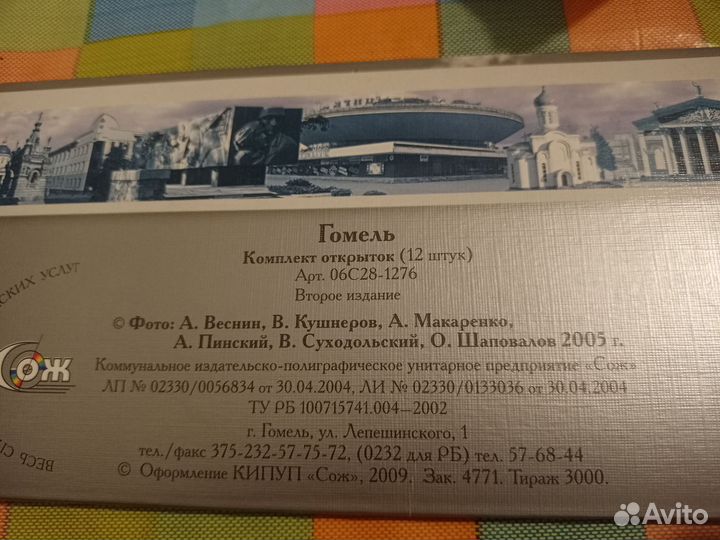 Гомель
Комплект открыток (12 штук)
Арт. 06С28-1276
Второе издание
© Фото: А. Веснин, В. Кушнеров, А. Макаренко,
А. Пинский, В. Суходольский, О. Шаповалов 2005 г.
Коммунальное издательско-полиграфическое унитарное предприятие “Сож”
ЛП № 02330/0056834 от 30.04.2004, ЛИ № 02330/0133036 от 30.04.2004
ТУ РБ 100715741.004—2002
г. Гомель, ул. Лепешинского, 1
тел./факс 375-232-57-75-72, (0232 для РБ) тел. 57-68-44
© Оформление КИПУП “Сож”, 2009. Зак. 4771. Тираж 3000.
УСЛУГ
Сож
ВЕСЬ
Avito